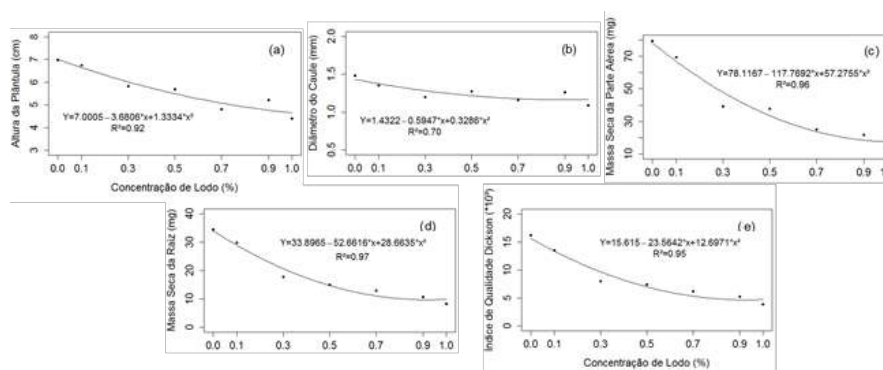 (a)
Altura da Plântula (cm)
8
7
6
5
4
3
Y=7.0005−3.6806*x+1.3334*x²
R²=0.92
0.0 0.1 0.3 0.5 0.7 0.9 1.0
Concentração de Lodo (%)
(b)
Diâmetro do Caule (mm)
2.0
1.5
1.0
0.5
Y=1.4322−0.5947*x+0.3286*x²
R²=0.70
0.0 0.1 0.3 0.5 0.7 0.9 1.0
(c)
Massa Seca da Parte Aérea (mg)
70
50
30
10
Y=78.1167−117.7692*x+57.2755*x²
R²=0.96
0.0 0.1 0.3 0.5 0.7 0.9 1.
(d)
Massa Seca da Raiz (mg)
40
30
20
10
0
Y=33.8965−52.6616*x+28.6635*x²
R²=0.97
0.0 0.1 0.3 0.5 0.7 0.9 1.0
(e)
Índice de Qualidade Dickson
20
15
10
5
0
Y=15.615−23.5642*x+12.6971*x²
R²=0.95
0.0 0.1 0.3 0.5 0.7 0.9 1.0
Concentração de Lodo (%)